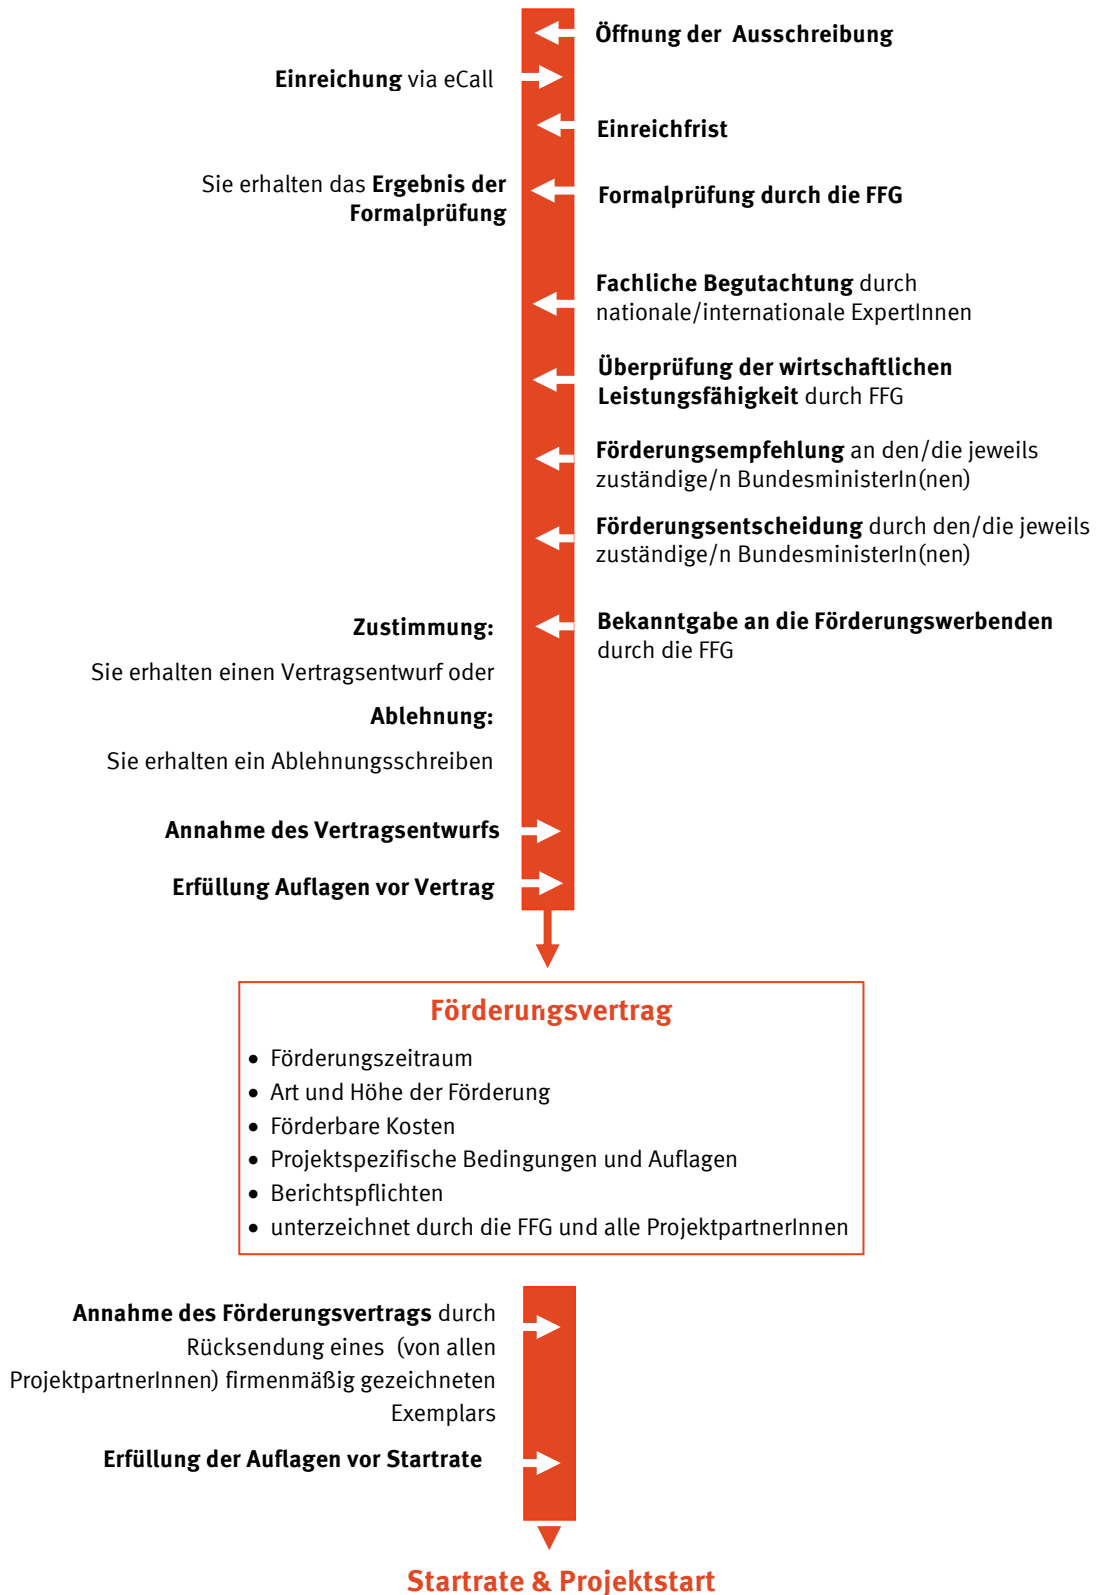 Öffnung der Ausschreibung
Einreichung via eCall
Einreichfrist
Sie erhalten das Ergebnis der
Formalprüfung
Formalprüfung durch die FFG
Fachliche Begutachtung durch
nationale/internationale ExpertInnen
Überprüfung der wirtschaftlichen
Leistungsfähigkeit durch FFG
Förderungsempfehlung an den/die jeweils
zuständige/n BundesministerIn(nen)
Förderungsentscheidung durch den/die jeweils
zuständige/n BundesministerIn(nen)
Bekanntgabe an die Förderungswerbenden
durch die FFG
Zustimmung:
Sie erhalten einen Vertragsentwurf oder
Ablehnung:
Sie erhalten ein Ablehnungsschreiben
Annahme des Vertragsentwurfs
Erfüllung Auflagen vor Vertrag
Förderungsvertrag
• Förderungszeitraum
• Art und Höhe der Förderung
• Förderbare Kosten
• Projektspezifische Bedingungen und Auflagen
• Berichtspflichten
• unterzeichnet durch die FFG und alle ProjektpartnerInnen
Annahme des Förderungsvertrags durch
Rücksendung eines (von allen
ProjektpartnerInnen) firmenmäßig gezeichneten
Exemplars
Erfüllung der Auflagen vor Startrate
Startrate & Projektstart